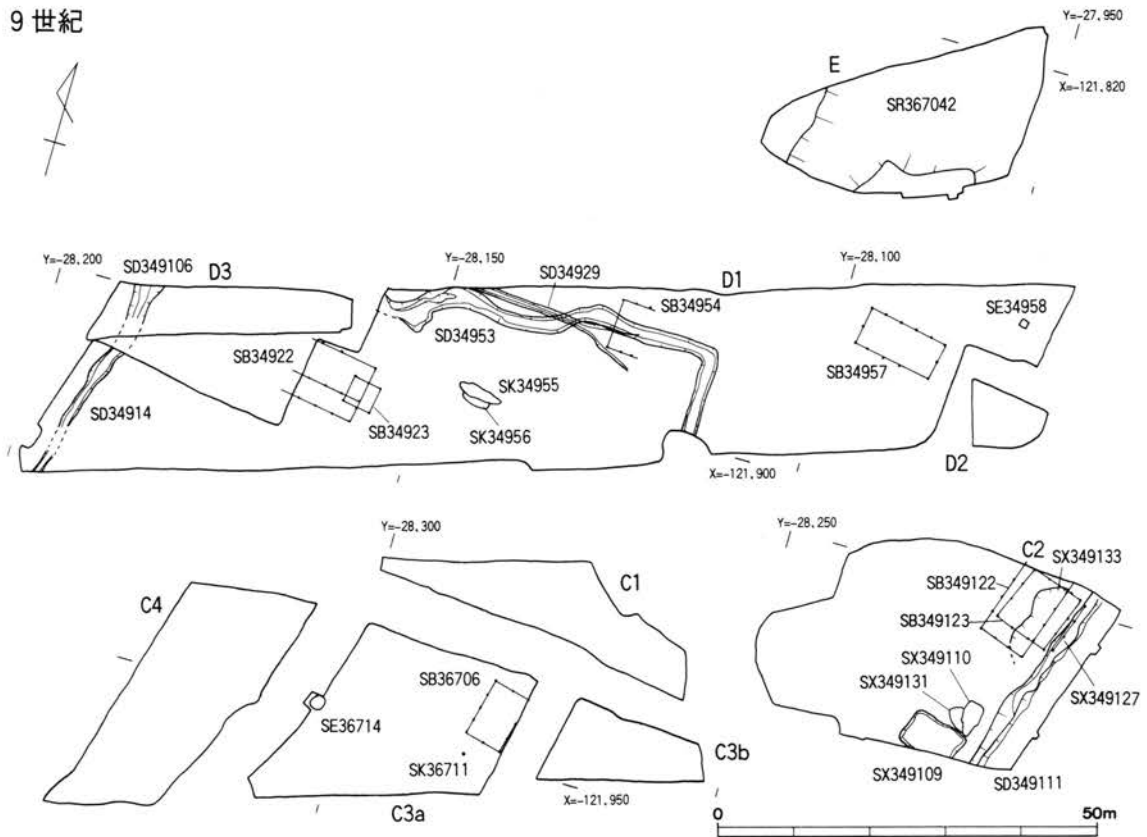 9 世紀
Y=-27,950
E
X=-121,820
SR367042
Y=-28,200
SD349106
D3
Y=-28,150
SD34929
D1
Y=-28,100
SB34954
SE34958
SD34953
SB34922
SB34957
SK34955
SD34914
SB34923
SK34956
X=-121,900
D2
Y=-28,300
Y=-28,250
C1
C2
SX349133
C4
SB349122
SB349123
SX349110
SB36706
SX349131
SX349127
SE36714
C3b
SK36711
SX349109
SD349111
X=-121,950
C3a
0
50m